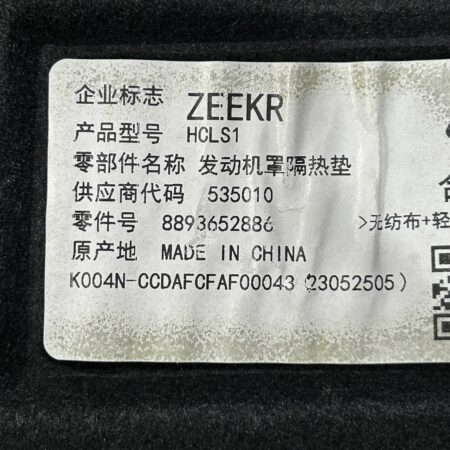 企业标志 ZEEKR
产品型号 HCLS1
零部件名称 发动机罩隔热垫
供应商代码 535010
零件号 8893652886 >无纺布+轻
原产地 MADE IN CHINA
K004N-CCDAFCFAF00043 (23052505)